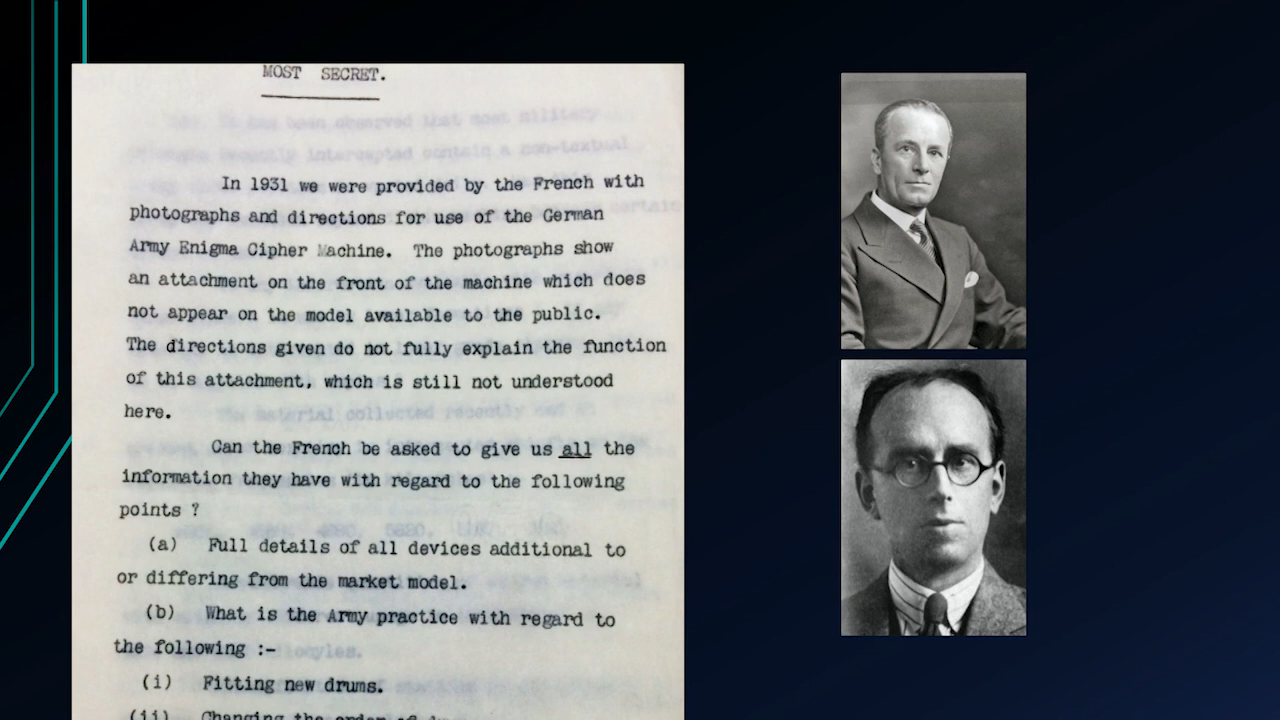 MOST SECRET.
In 1931 we were provided by the French with
photographs and directions for use of the German
Army Enigma Cipher Machine. The photographs show
an attachment on the front of the machine which does
not appear on the model available to the public.
The directions given do not fully explain the function
of this attachment, which is still not understood
here.
Can the French be asked to give us all the
information they have with regard to the following
points ?
(a) Full details of all devices additional to
or differing from the market model.
(b) What is the Army practice with regard to
the following :-
(i) Fitting new drums.
(ii) Changing the order of